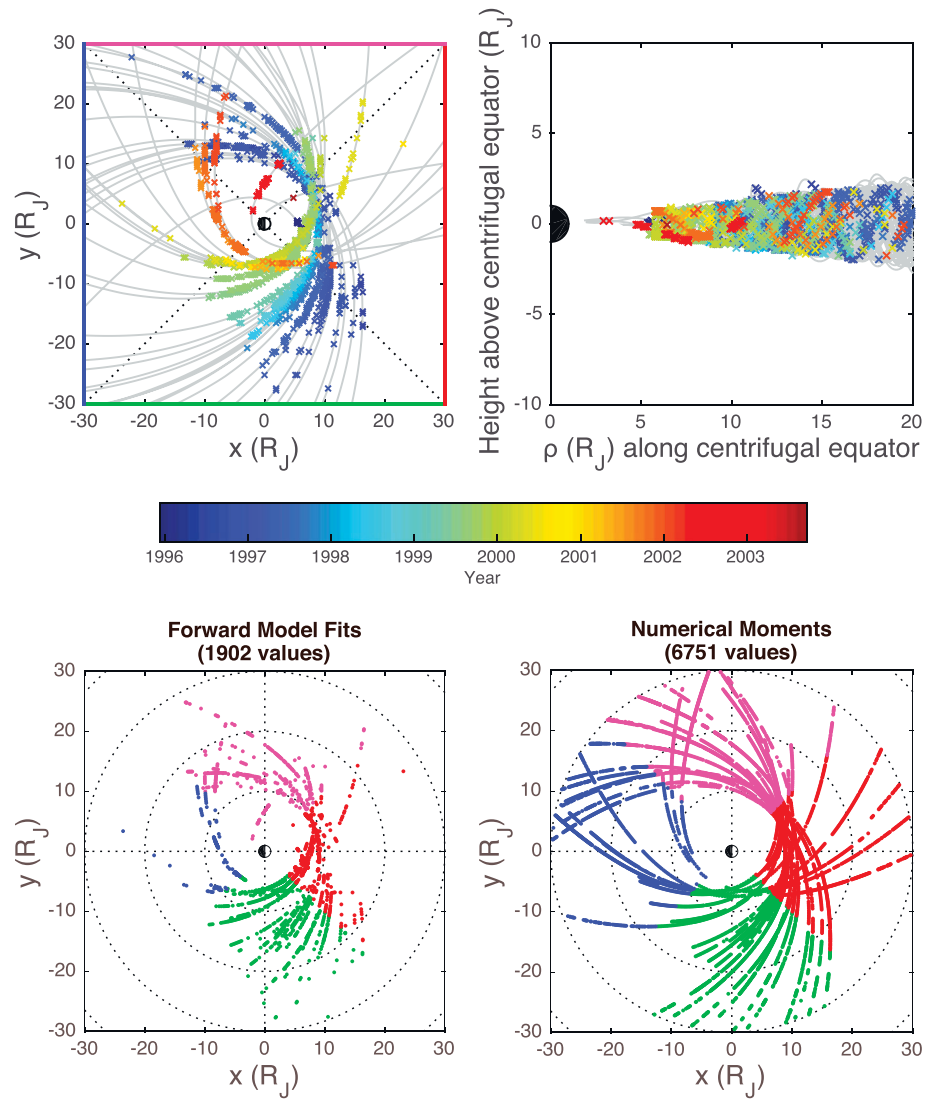 30
20
10
0
-10
-20
-30
-30 -20 -10 0 10 20 30
x (R_J)
y (R_J)
10
5
0
-5
-10
0 5 10 15 20
ρ (R_J) along centrifugal equator
Height above centrifugal equator (R_J)
1996 1997 1998 1999 2000 2001 2002 2003
Year
Forward Model Fits
(1902 values)
30
20
10
0
-10
-20
-30
-30 -20 -10 0 10 20 30
x (R_J)
y (R_J)
Numerical Moments
(6751 values)
30
20
10
0
-10
-20
-30
-30 -20 -10 0 10 20 30
x (R_J)
y (R_J)